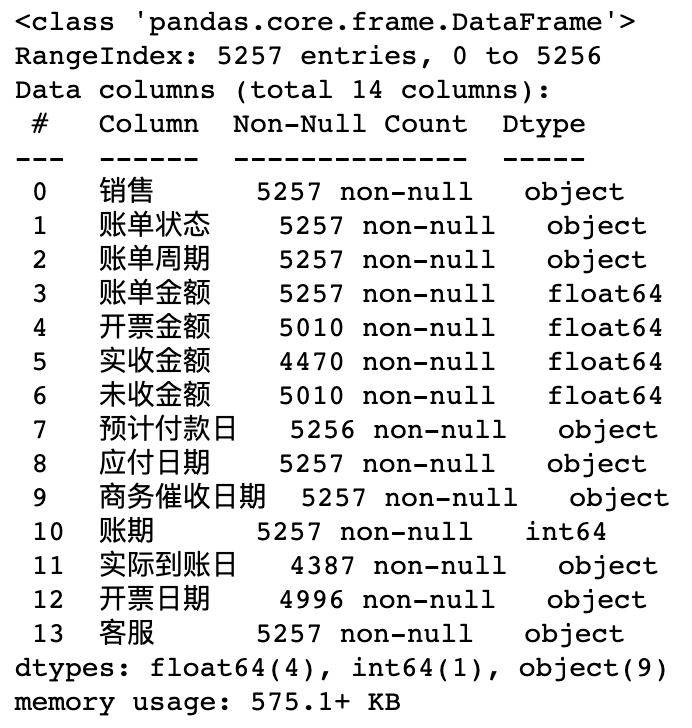 <class 'pandas.core.frame.DataFrame'>
RangeIndex: 5257 entries, 0 to 5256
Data columns (total 14 columns):
 #   Column  Non-Null Count  Dtype
---  ------  --------------  -----
 0   销售      5257 non-null   object
 1   账单状态    5257 non-null   object
 2   账单周期    5257 non-null   object
 3   账单金额    5257 non-null   float64
 4   开票金额    5010 non-null   float64
 5   实收金额    4470 non-null   float64
 6   未收金额    5010 non-null   float64
 7   预计付款日   5256 non-null   object
 8   应付日期    5257 non-null   object
 9   商务催收日期  5257 non-null   object
 10  账期      5257 non-null   int64
 11  实际到账日   4387 non-null   object
 12  开票日期    4996 non-null   object
 13  客服      5257 non-null   object
dtypes: float64(4), int64(1), object(9)
memory usage: 575.1+ KB